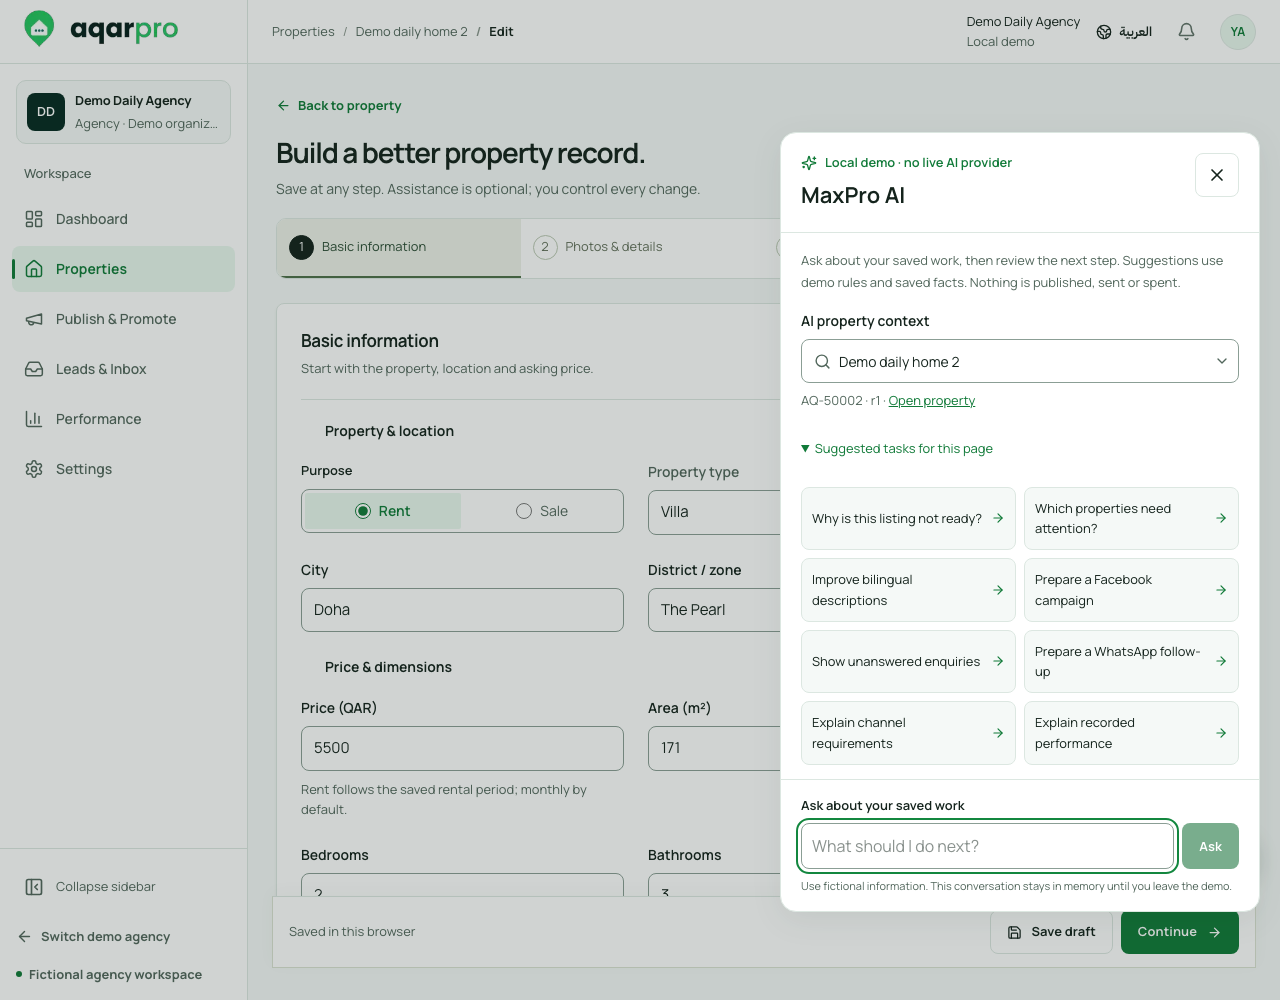 aqarpro
Properties / Demo daily home 2 / Edit
Demo Daily Agency
Local demo
العربية
YA
DD
Demo Daily Agency
Agency · Demo organiz...
Workspace
Dashboard
Properties
Publish & Promote
Leads & Inbox
Performance
Settings
Collapse sidebar
Switch demo agency
Fictional agency workspace
Back to property
Build a better property record.
Save at any step. Assistance is optional; you control every change.
1 Basic information
2 Photos & details
Basic information
Start with the property, location and asking price.
Property & location
Purpose
Property type
Rent
Sale
Villa
City
District / zone
Doha
The Pearl
Price & dimensions
Price (QAR)
Area (m²)
5500
171
Rent follows the saved rental period; monthly by
default.
Bedrooms
Bathrooms
2
3
Saved in this browser
Save draft
Continue
Local demo · no live AI provider
MaxPro AI
Ask about your saved work, then review the next step. Suggestions use
demo rules and saved facts. Nothing is published, sent or spent.
AI property context
Demo daily home 2
AQ-50002 · r1 · Open property
Suggested tasks for this page
Why is this listing not ready?
Which properties need
attention?
Improve bilingual
descriptions
Prepare a Facebook
campaign
Show unanswered enquiries
Prepare a WhatsApp follow-
up
Explain channel
requirements
Explain recorded
performance
Ask about your saved work
What should I do next?
Ask
Use fictional information. This conversation stays in memory until you leave the demo.